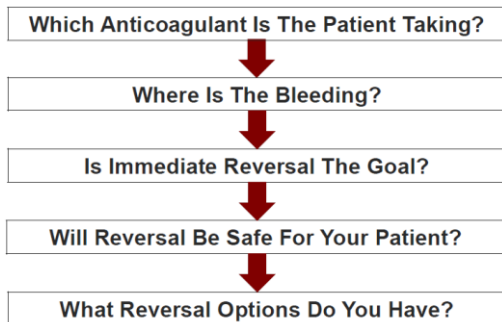 Which Anticoagulant Is The Patient Taking?
Where Is The Bleeding?
Is Immediate Reversal The Goal?
Will Reversal Be Safe For Your Patient?
What Reversal Options Do You Have?